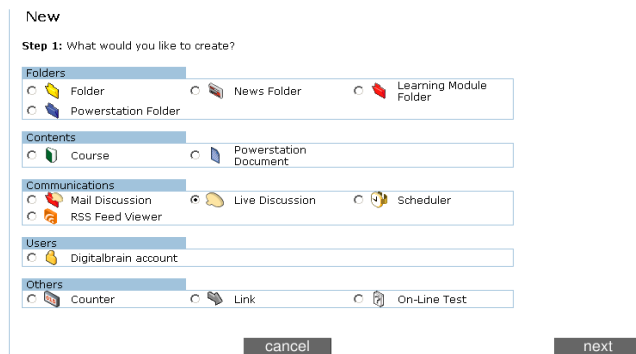 New
Step 1: What would you like to create?
Folders
Folder News Folder Learning Module Folder
Powerstation Folder
Contents
Course Powerstation Document
Communications
Mail Discussion Live Discussion Scheduler
RSS Feed Viewer
Users
Digitalbrain account
Others
Counter Link On-Line Test
cancel next